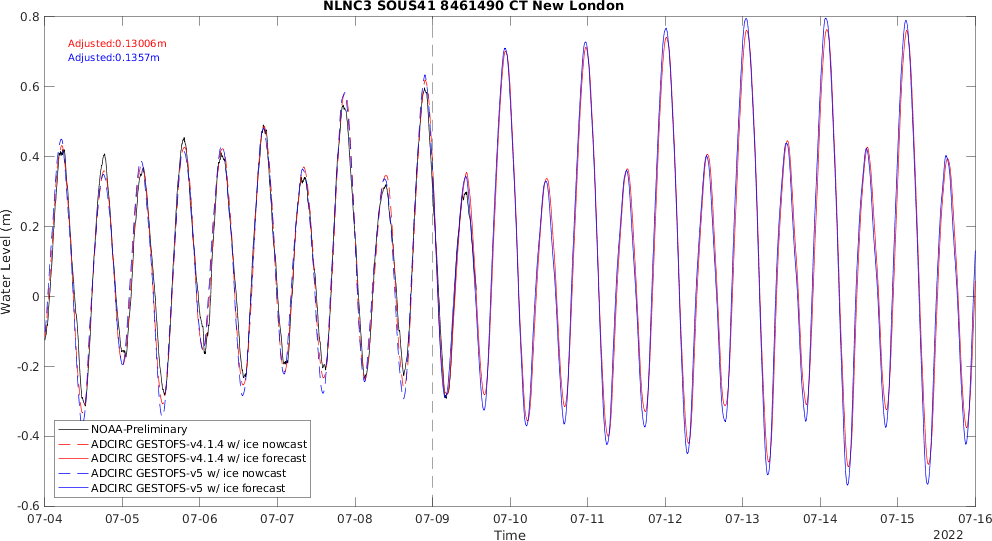 NLNC3 SOUS41 8461490 CT New London
Adjusted:0.13006m
Adjusted:0.1357m
Water Level (m)
0.8
0.6
0.4
0.2
0
-0.2
-0.4
-0.6
NOAA-Preliminary
ADCIRC GESTOFS-v4.1.4 w/ ice nowcast
ADCIRC GESTOFS-v4.1.4 w/ ice forecast
ADCIRC GESTOFS-v5 w/ ice nowcast
ADCIRC GESTOFS-v5 w/ ice forecast
07-04 07-05 07-06 07-07 07-08 07-09 07-10 07-11 07-12 07-13 07-14 07-15 07-16
Time
2022